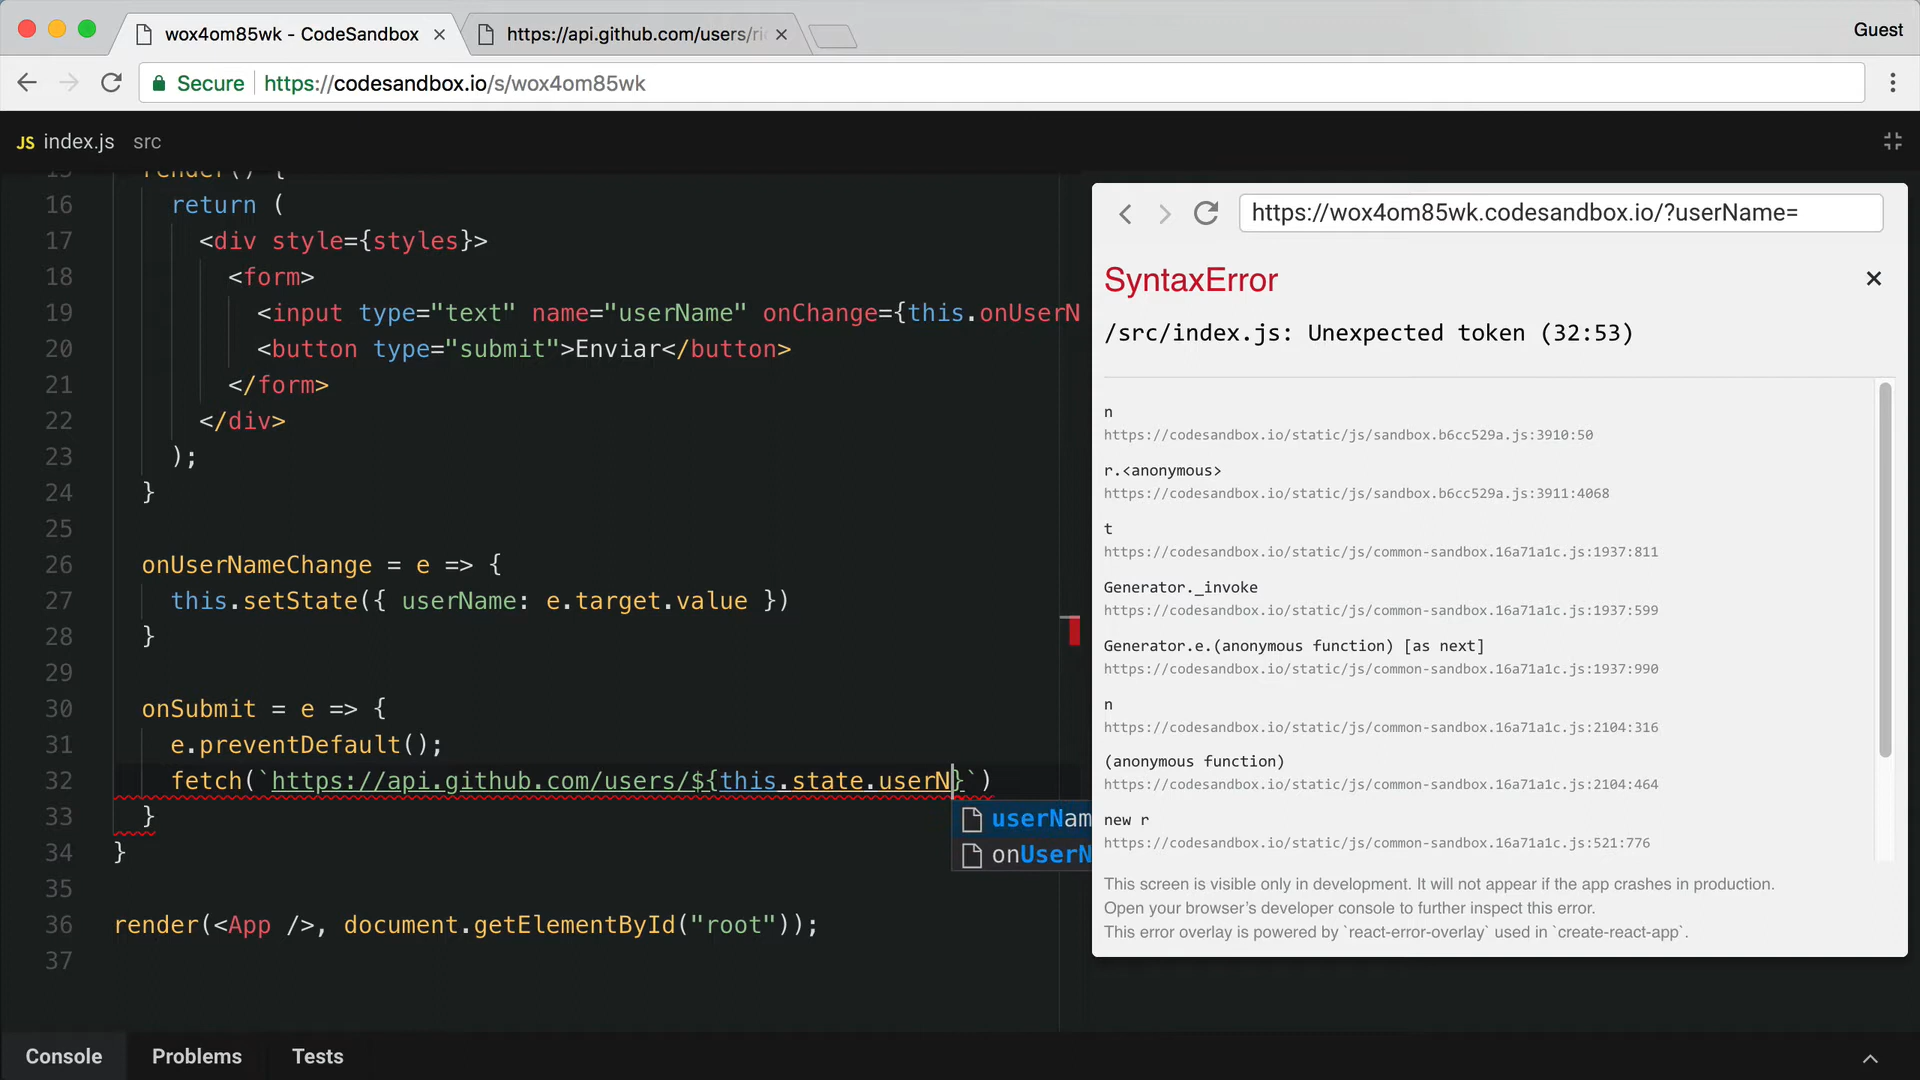 wox4om85wk - CodeSandbox
https://api.github.com/users/ri
Guest
Secure
https://codesandbox.io/s/wox4om85wk
JS index.js src
15 render() {
16 return (
17 <div style={styles}>
18 <form>
19 <input type="text" name="userName" onChange={this.onUserN
20 <button type="submit">Enviar</button>
21 </form>
22 </div>
23 );
24 }
25
26 onUserNameChange = e => {
27 this.setState({ userName: e.target.value })
28 }
29
30 onSubmit = e => {
31 e.preventDefault();
32 fetch(`https://api.github.com/users/${this.state.userN}`)
33 }
userNam
onUserN
34 }
35
36 render(<App />, document.getElementById("root"));
37
https://wox4om85wk.codesandbox.io/?userName=
SyntaxError
/src/index.js: Unexpected token (32:53)
n
https://codesandbox.io/static/js/sandbox.b6cc529a.js:3910:50
r.<anonymous>
https://codesandbox.io/static/js/sandbox.b6cc529a.js:3911:4068
t
https://codesandbox.io/static/js/common-sandbox.16a71a1c.js:1937:811
Generator._invoke
https://codesandbox.io/static/js/common-sandbox.16a71a1c.js:1937:599
Generator.e.(anonymous function) [as next]
https://codesandbox.io/static/js/common-sandbox.16a71a1c.js:1937:990
n
https://codesandbox.io/static/js/common-sandbox.16a71a1c.js:2104:316
(anonymous function)
https://codesandbox.io/static/js/common-sandbox.16a71a1c.js:2104:464
new r
https://codesandbox.io/static/js/common-sandbox.16a71a1c.js:521:776
This screen is visible only in development. It will not appear if the app crashes in production.
Open your browser’s developer console to further inspect this error.
This error overlay is powered by `react-error-overlay` used in `create-react-app`.
Console
Problems
Tests